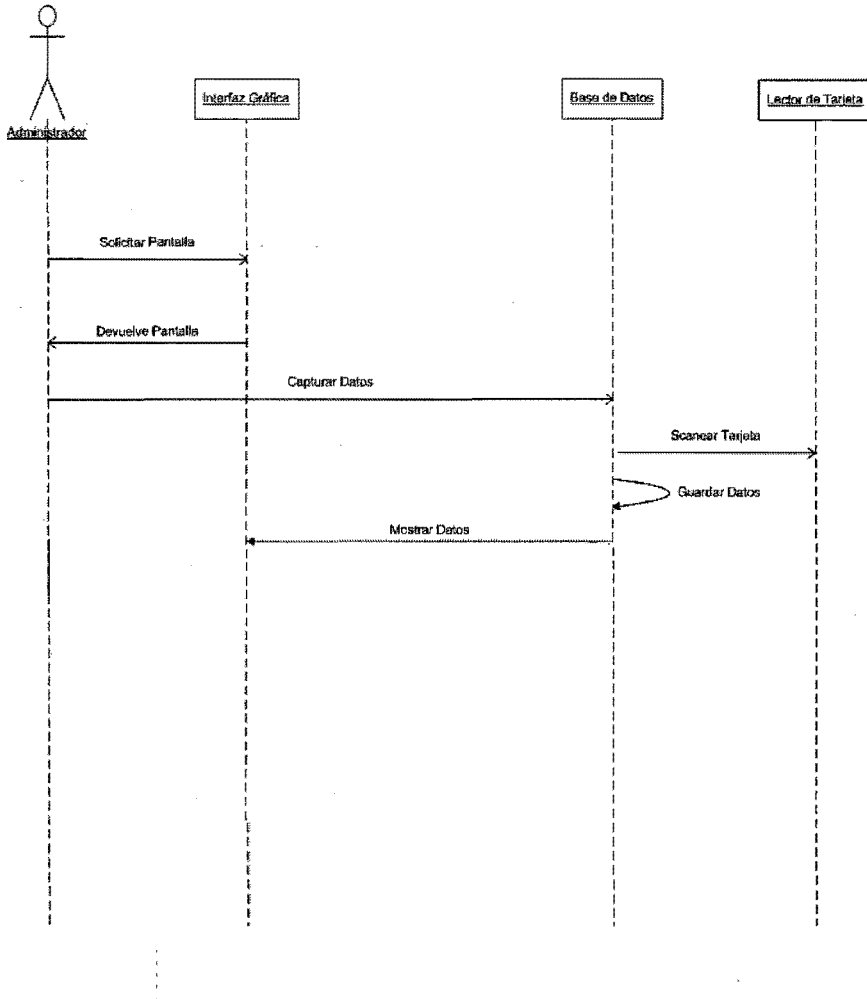 Interfaz Gráfica
Base de Datos
Lector de Tarjeta
Administrador
Solicitar Pantalla
Devuelve Pantalla
Capturar Datos
Scanear Tarjeta
Guardar Datos
Mostrar Datos